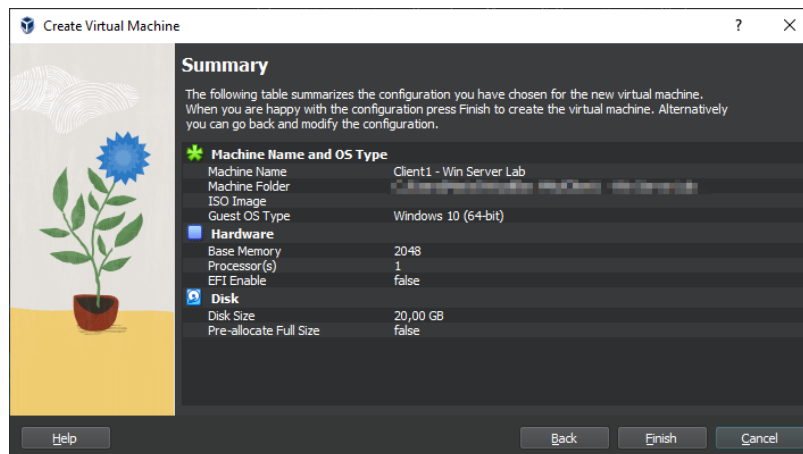 Create Virtual Machine
Summary
The following table summarizes the configuration you have chosen for the new virtual machine.
When you are happy with the configuration press Finish to create the virtual machine. Alternatively
you can go back and modify the configuration.
Machine Name and OS Type
Machine Name Client1 - Win Server Lab
Machine Folder
ISO Image
Guest OS Type Windows 10 (64-bit)
Hardware
Base Memory 2048
Processor(s) 1
EFI Enable false
Disk
Disk Size 20,00 GB
Pre-allocate Full Size false
Help Back Finish Cancel